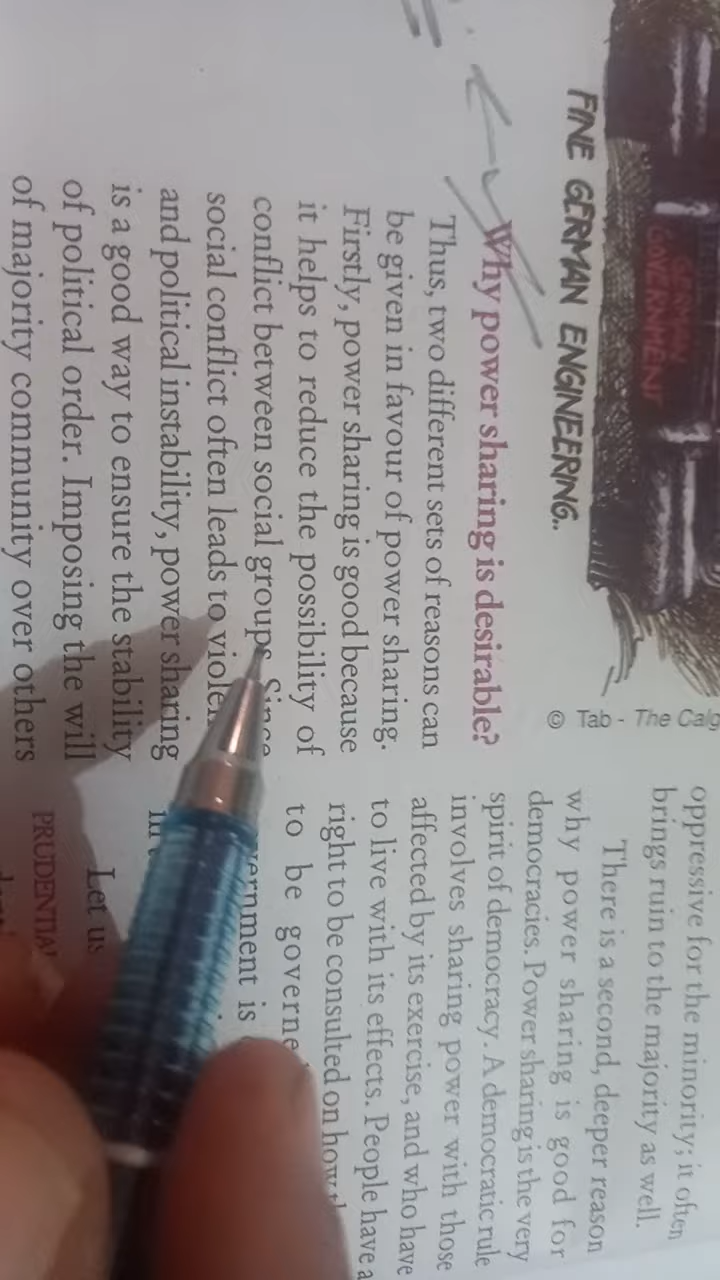 GERMAN
GOVERNMENT
FINE GERMAN ENGINEERING..
© Tab - The Calg
Why power sharing is desirable?
Thus, two different sets of reasons can
be given in favour of power sharing.
Firstly, power sharing is good because
it helps to reduce the possibility of
conflict between social groups. Since
social conflict often leads to
and political instability, power sharing
is a good way to ensure the stability
of political order. Imposing the will
of majority community over others
oppressive for the minority; it often
brings ruin to the majority as well.
There is a second, deeper reason
why power sharing is good for
democracies. Power sharing is the very
spirit of democracy. A democratic rule
involves sharing power with those
affected by its exercise, and who have
to live with its effects. People have a
right to be consulted on how
to be
is
Let us